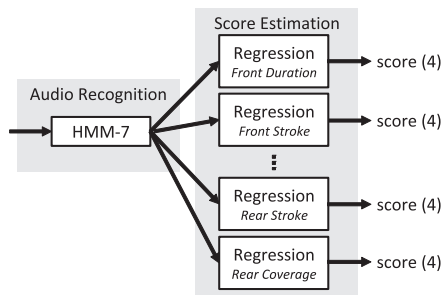 Score Estimation
Audio Recognition
HMM-7
Regression
Front Duration
score (4)
Regression
Front Stroke
score (4)
Regression
Rear Stroke
score (4)
Regression
Rear Coverage
score (4)